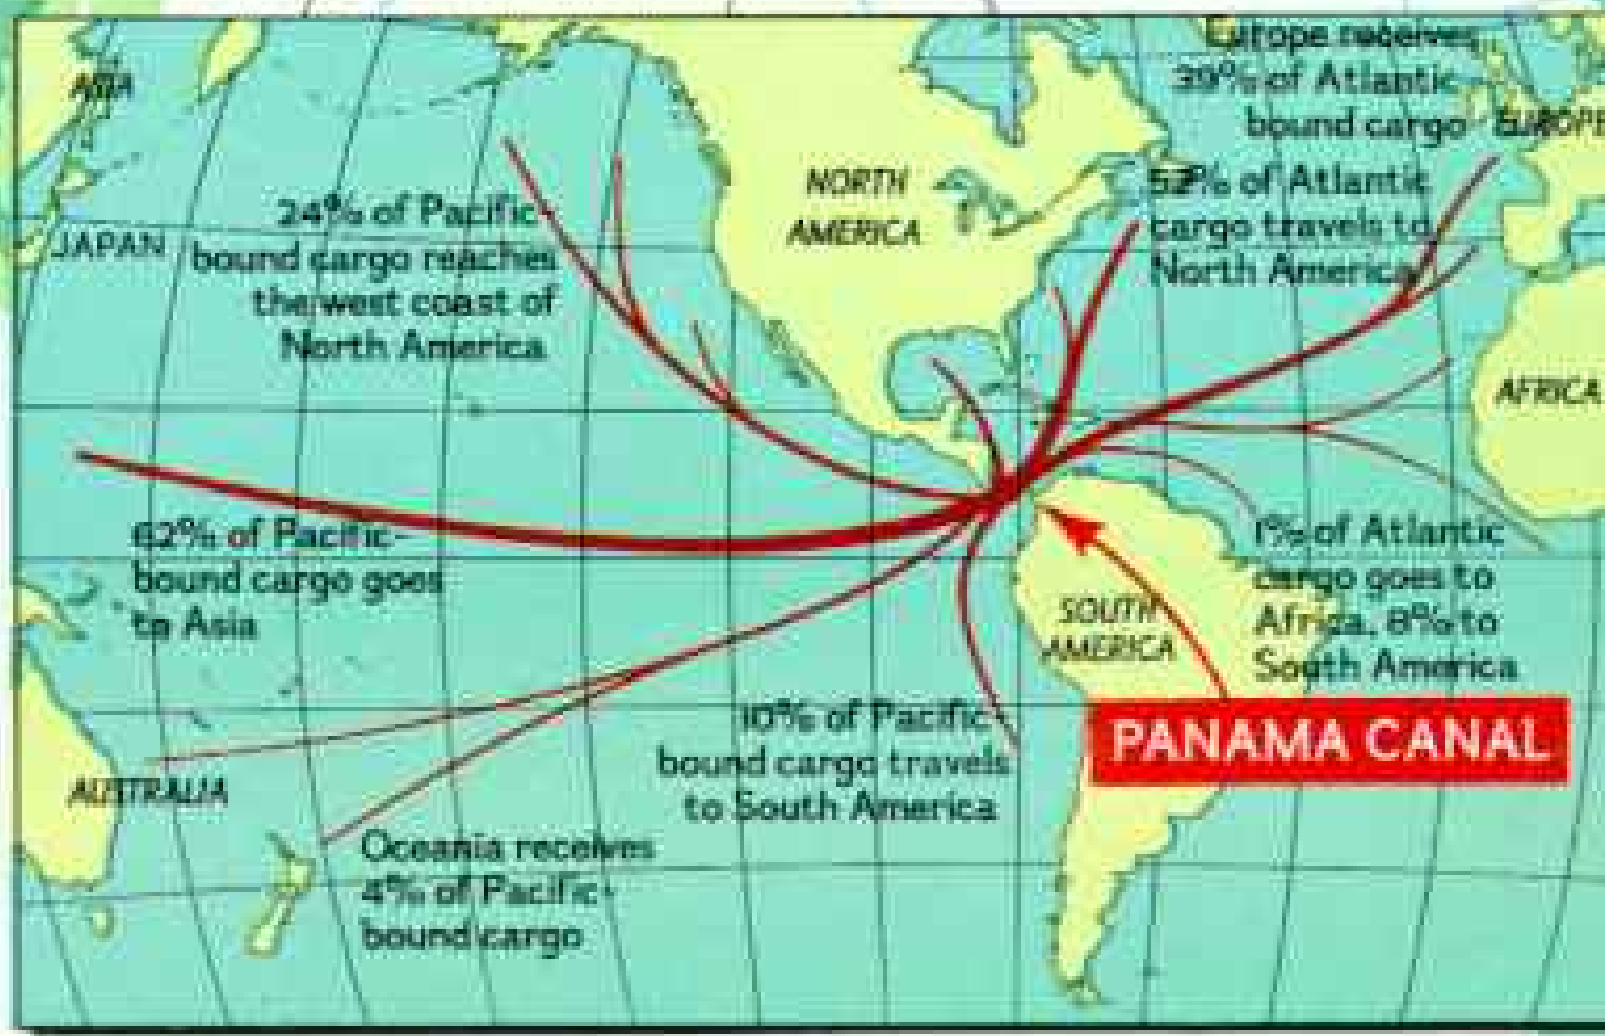 Europe receives
39% of Atlantic
bound cargo
EUROPE
ASIA
NORTH
AMERICA
52% of Atlantic
cargo travels to
North America
JAPAN
24% of Pacific-
bound cargo reaches
the west coast of
North America
AFRICA
62% of Pacific-
bound cargo goes
to Asia
1% of Atlantic
cargo goes to
Africa. 8% to
South America
SOUTH
AMERICA
10% of Pacific-
bound cargo travels
to South America
PANAMA CANAL
AUSTRALIA
Oceania receives
4% of Pacific-
bound cargo